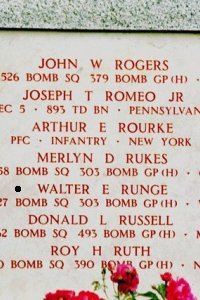 JOHN W ROGERS
526 BOMB SQ 379 BOMB GP(H) ·
JOSEPH T ROMEO JR
EC 5 · 893 TD BN · PENNSYLVAN
ARTHUR E ROURKE
PFC · INFANTRY · NEW YORK
MERLYN D RUKES
58 BOMB SQ 303 BOMB GP(H) ·
WALTER E RUNGE
27 BOMB SQ 303 BOMB GP(H) ·
DONALD L RUSSELL
62 BOMB SQ 493 BOMB GP(H) ·
ROY H RUTH
0 BOMB SQ 390 BOMB GP(H) · N